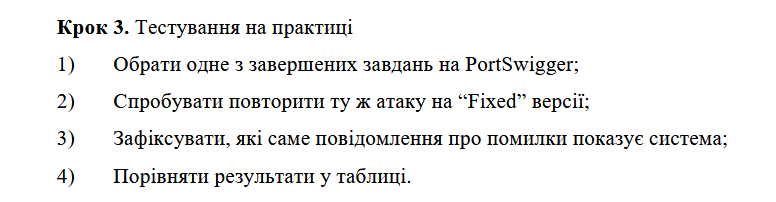 Крок 3. Тестування на практиці
1) Обрати одне з завершених завдань на PortSwigger;
2) Спробувати повторити ту ж атаку на “Fixed” версії;
3) Зафіксувати, які саме повідомлення про помилки показує система;
4) Порівняти результати у таблиці.